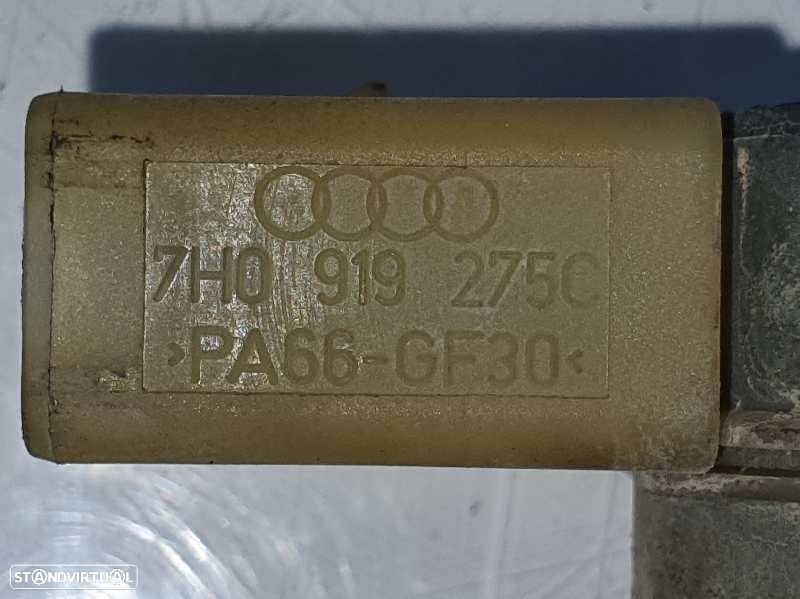 7H0 919 275C
>PA66-GF30<
STANDVIRTUAL